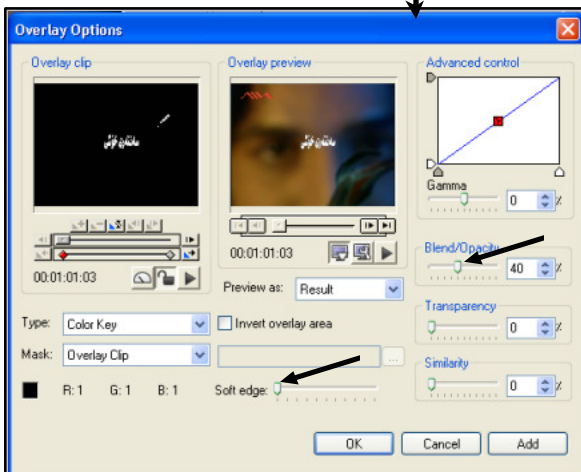 Overlay Options
Overlay clip
Overlay preview
Advanced control
Gamma
0 %
00:01:01:03
00:01:01:03
Blend/Opacity
40 %
Preview as: Result
Transparency
0 %
Type: Color Key
Invert overlay area
Mask: Overlay Clip
...
Similarity
0 %
R: 1 G: 1 B: 1
Soft edge:
OK Cancel Add